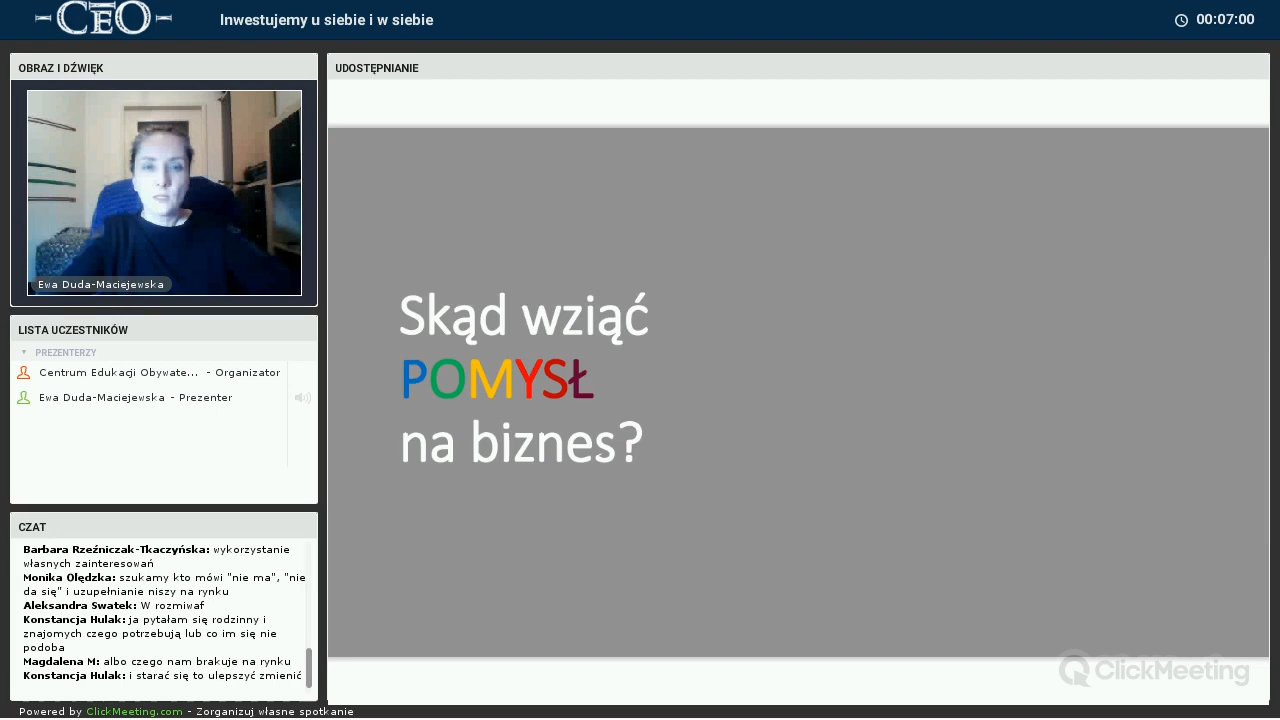 CEO
Inwestujemy u siebie i w siebie
00:07:00
OBRAZ I DŹWIĘK
Ewa Duda-Maciejewska
LISTA UCZESTNIKÓW
PREZENTERZY
Centrum Edukacji Obywate... - Organizator
Ewa Duda-Maciejewska - Prezenter
CZAT
Barbara Rzeźniczak-Tkaczyńska: wykorzystanie
własnych zainteresowań
Monika Olędzka: szukamy kto mówi "nie ma", "nie
da się" i uzupełnianie niszy na rynku
Aleksandra Swatek: W rozmiwaf
Konstancja Hulak: ja pytałam się rodzinny i
znajomych czego potrzebują lub co im się nie
podoba
Magdalena M: albo czego nam brakuje na rynku
Konstancja Hulak: i starać się to ulepszyć zmienić
UDOSTĘPNIANIE
Skąd wziąć
POMYSŁ
na biznes?
ClickMeeting
Powered by ClickMeeting.com - Zorganizuj własne spotkanie